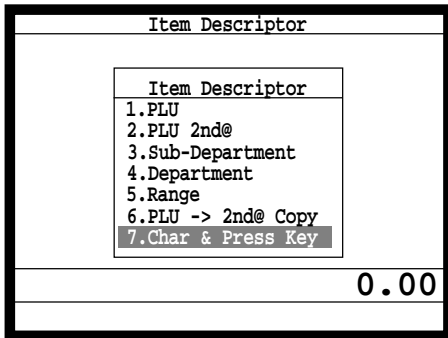 Item Descriptor
Item Descriptor
1.PLU
2.PLU 2nd@
3.Sub-Department
4.Department
5.Range
6.PLU -> 2nd@ Copy
7.Char & Press Key
0.00